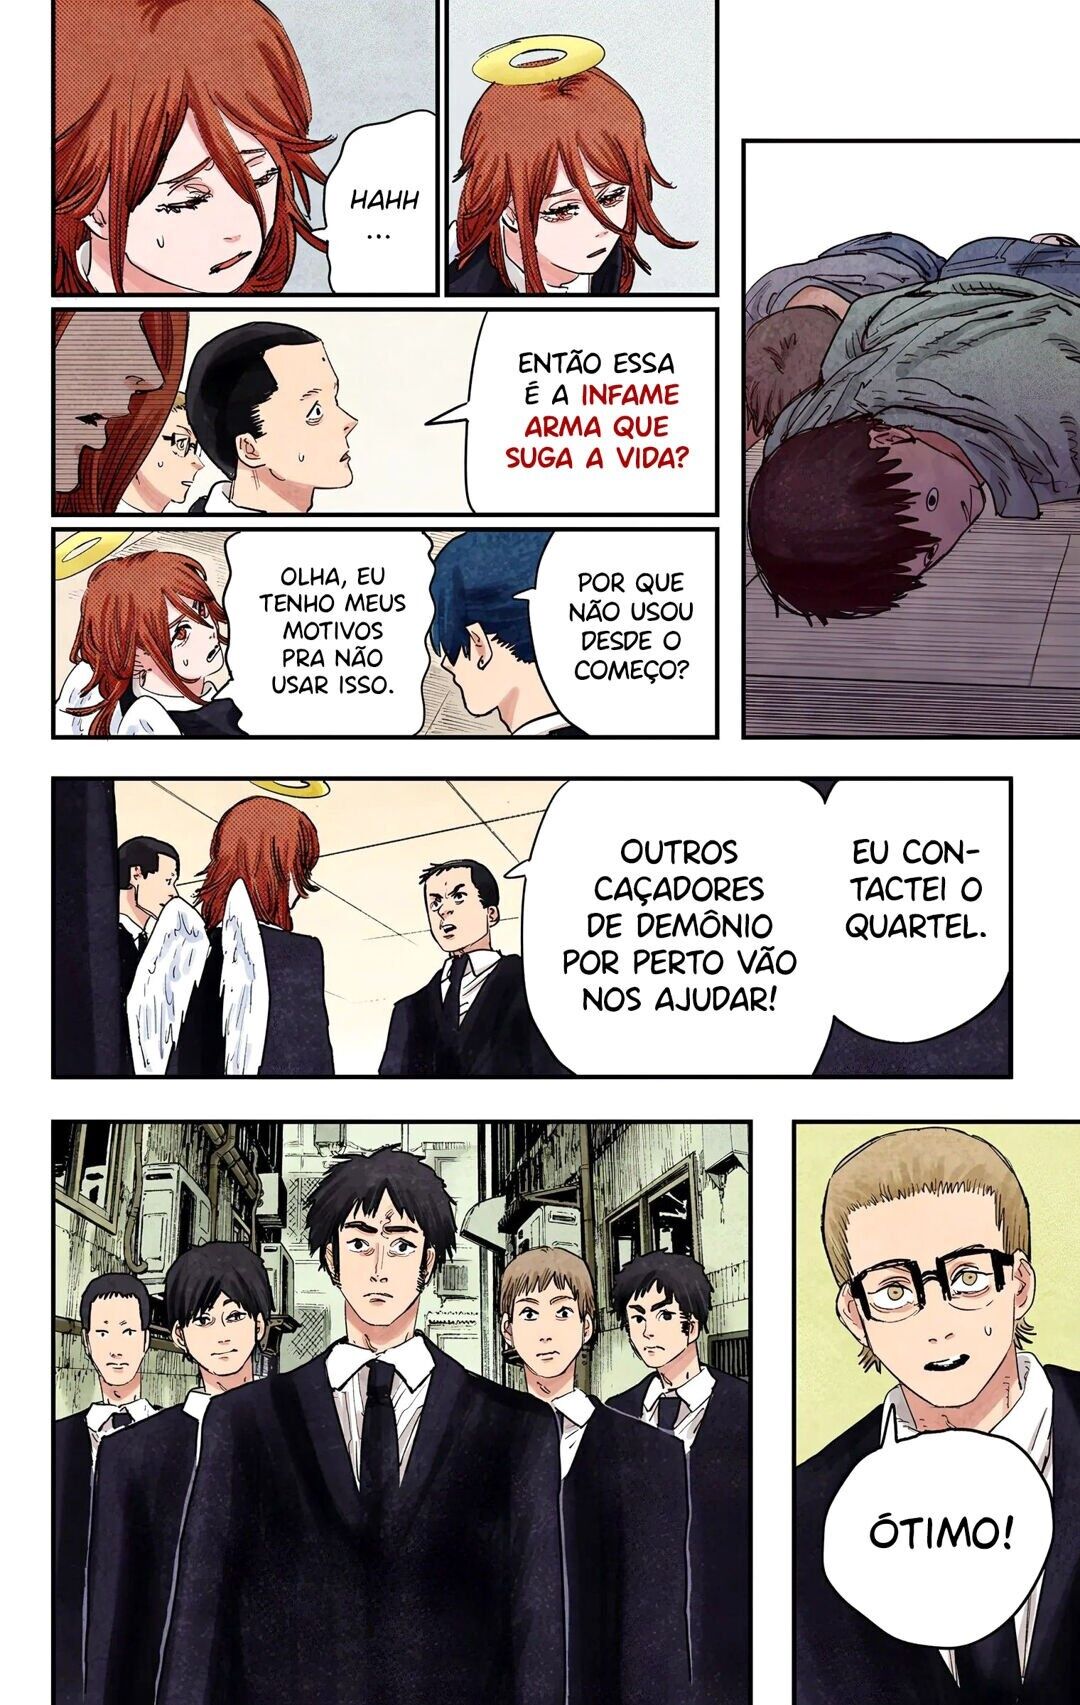 HAHH
...
ENTÃO ESSA
É A INFAME
ARMA QUE
SUGA A VIDA?
POR QUE
NÃO USOU
DESDE O
COMEÇO?
OLHA, EU
TENHO MEUS
MOTIVOS
PRA NÃO
USAR ISSO.
EU CON-
TACTEI O
QUARTEL.
OUTROS
CAÇADORES
DE DEMÔNIO
POR PERTO VÃO
NOS AJUDAR!
ÓTIMO!